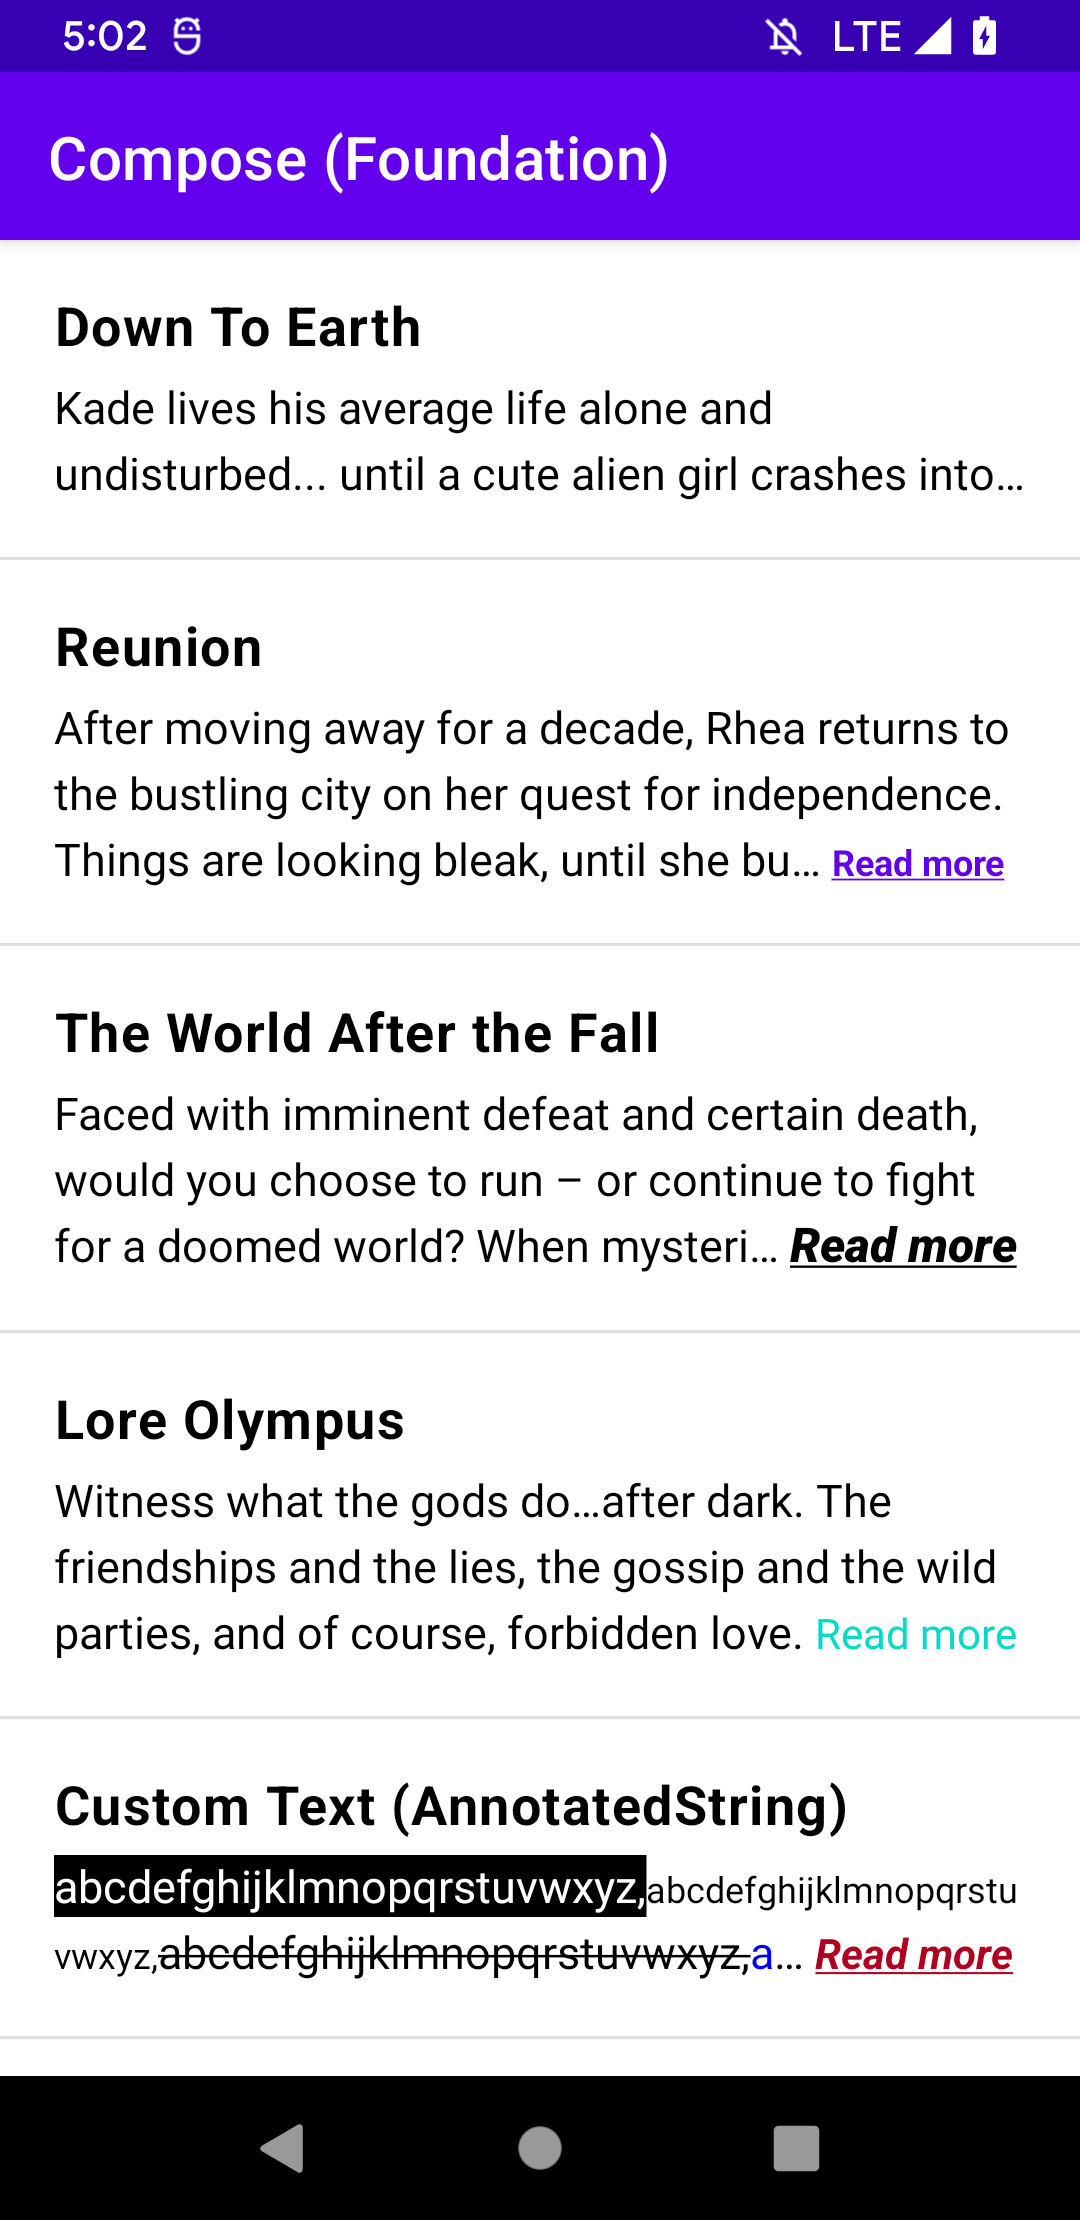 5:02 LTE
Compose (Foundation)
Down To Earth
Kade lives his average life alone and
undisturbed... until a cute alien girl crashes into…
Reunion
After moving away for a decade, Rhea returns to
the bustling city on her quest for independence.
Things are looking bleak, until she bu… Read more
The World After the Fall
Faced with imminent defeat and certain death,
would you choose to run – or continue to fight
for a doomed world? When mysteri… Read more
Lore Olympus
Witness what the gods do…after dark. The
friendships and the lies, the gossip and the wild
parties, and of course, forbidden love. Read more
Custom Text (AnnotatedString)
abcdefghijklmnopqrstuvwxyz,abcdefghijklmnopqrstu
vwxyz,abcdefghijklmnopqrstuvwxyz,a… Read more